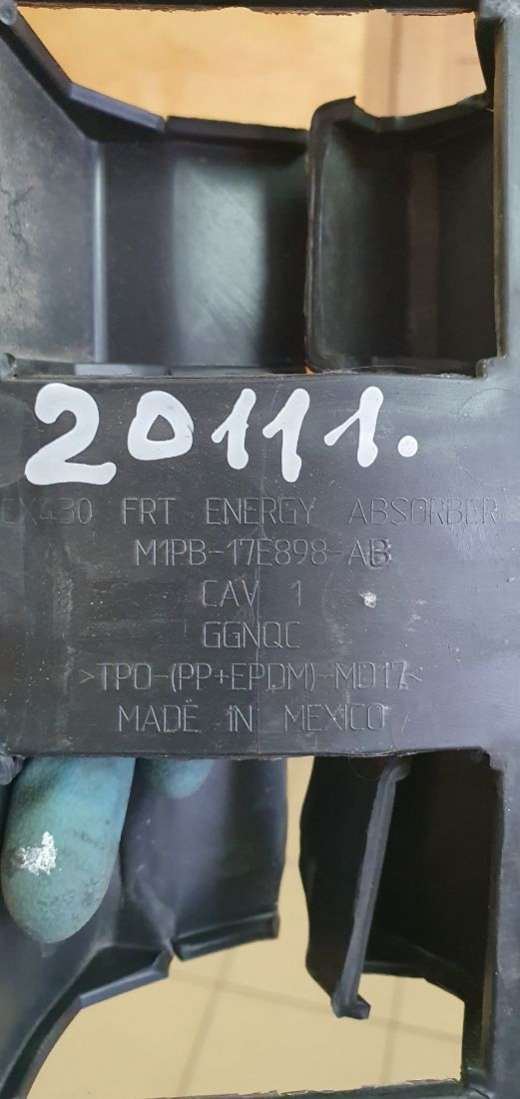 20111.
CX430 FRT ENERGY ABSORBER
M1PB-17E898-AB
CAV 1
GGNQC
>TPO-(PP+EPDM)-MD17<
MADE IN MEXICO